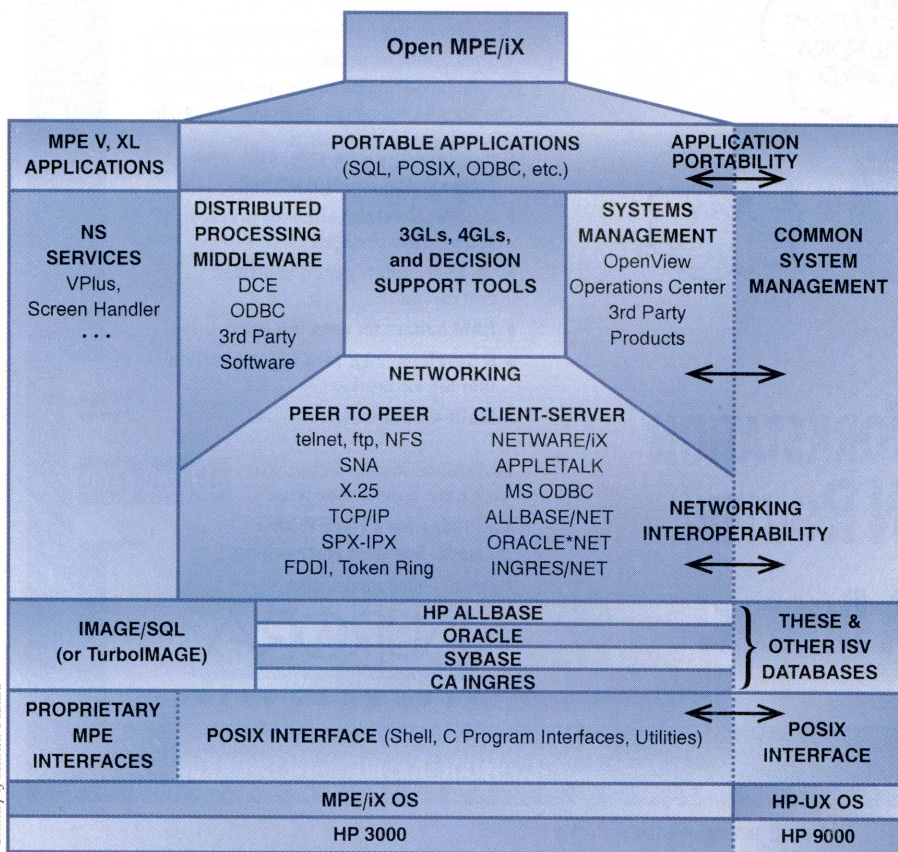 Open MPE/iX
MPE V, XL
APPLICATIONS
PORTABLE APPLICATIONS
(SQL, POSIX, ODBC, etc.)
APPLICATION
PORTABILITY
NS
SERVICES
VPlus,
Screen Handler
...
DISTRIBUTED
PROCESSING
MIDDLEWARE
DCE
ODBC
3rd Party
Software
3GLs, 4GLs,
and DECISION
SUPPORT TOOLS
SYSTEMS
MANAGEMENT
OpenView
Operations Center
3rd Party
Products
COMMON
SYSTEM
MANAGEMENT
NETWORKING
PEER TO PEER
telnet, ftp, NFS
SNA
X.25
TCP/IP
SPX-IPX
FDDI, Token Ring
CLIENT-SERVER
NETWARE/iX
APPLETALK
MS ODBC
ALLBASE/NET
ORACLE*NET
INGRES/NET
NETWORKING
INTEROPERABILITY
IMAGE/SQL
(or TurboIMAGE)
HP ALLBASE
ORACLE
SYBASE
CA INGRES
THESE &
OTHER ISV
DATABASES
PROPRIETARY
MPE
INTERFACES
POSIX INTERFACE (Shell, C Program Interfaces, Utilities)
POSIX
INTERFACE
MPE/iX OS
HP-UX OS
HP 3000
HP 9000